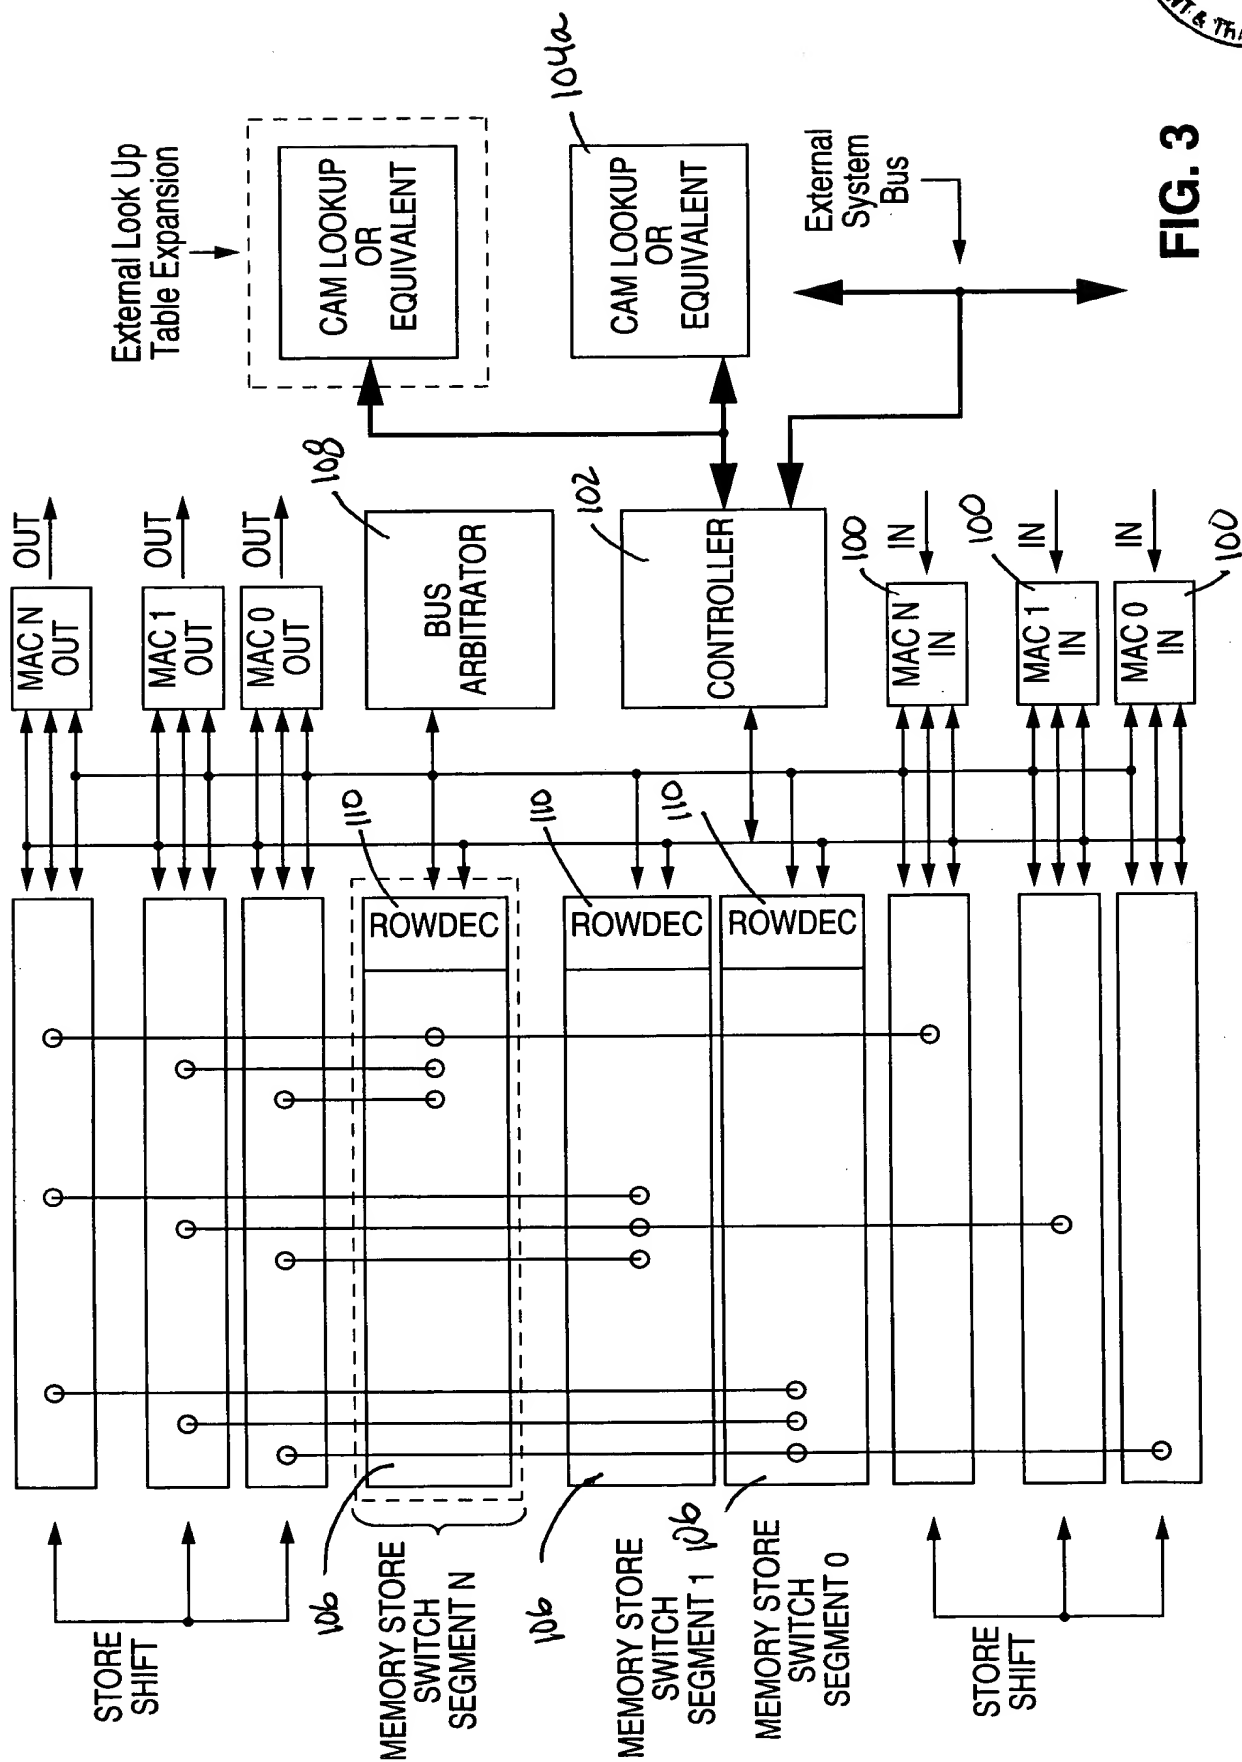 External Look Up
Table Expansion
CAM LOOKUP
OR
EQUIVALENT
104a
CAM LOOKUP
OR
EQUIVALENT
External
System
Bus
FIG. 3
OUT
OUT
OUT
MAC N
OUT
MAC 1
OUT
MAC 0
OUT
108
BUS
ARBITRATOR
102
CONTROLLER
100
IN
100
IN
IN
100
MAC N
IN
MAC 1
IN
MAC 0
IN
110
110
110
ROWDEC
ROWDEC
ROWDEC
STORE
SHIFT
106
MEMORY STORE
SWITCH
SEGMENT N
106
MEMORY STORE
SWITCH
SEGMENT 1
106
MEMORY STORE
SWITCH
SEGMENT 0
STORE
SHIFT